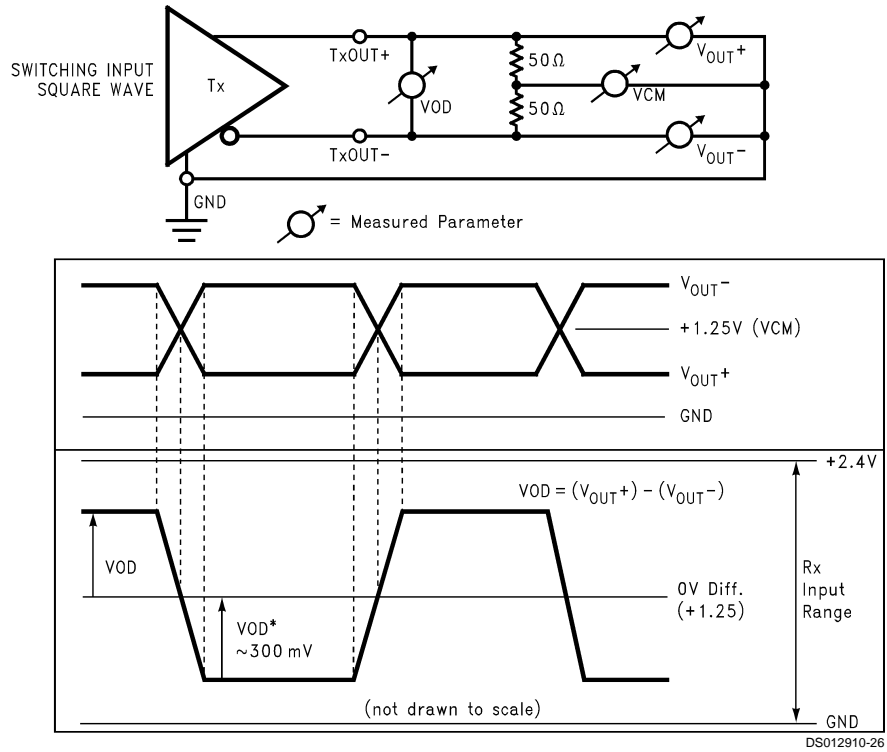 SWITCHING INPUT
SQUARE WAVE
Tx
TxOUT+
TxOUT-
VOD
50Ω
50Ω
VCM
VOUT+
VOUT-
GND
= Measured Parameter
VOUT-
+1.25V (VCM)
VOUT+
GND
+2.4V
VOD = (VOUT+) - (VOUT-)
VOD
VOD*
~300 mV
0V Diff.
(+1.25)
Rx
Input
Range
(not drawn to scale)
GND
DS012910-26